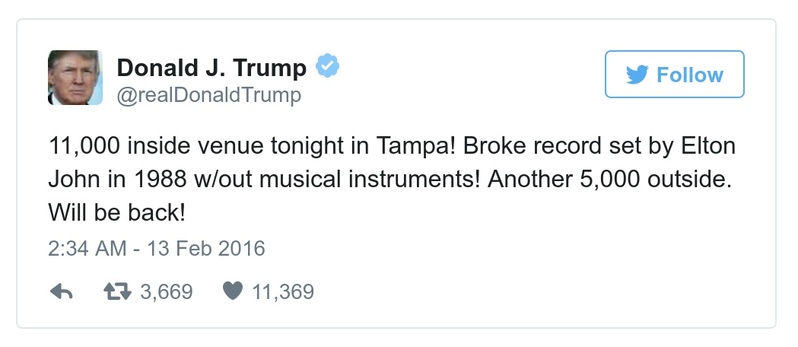 Donald J. Trump
@realDonaldTrump
Follow
11,000 inside venue tonight in Tampa! Broke record set by Elton
John in 1988 w/out musical instruments! Another 5,000 outside.
Will be back!
2:34 AM - 13 Feb 2016
3,669 11,369